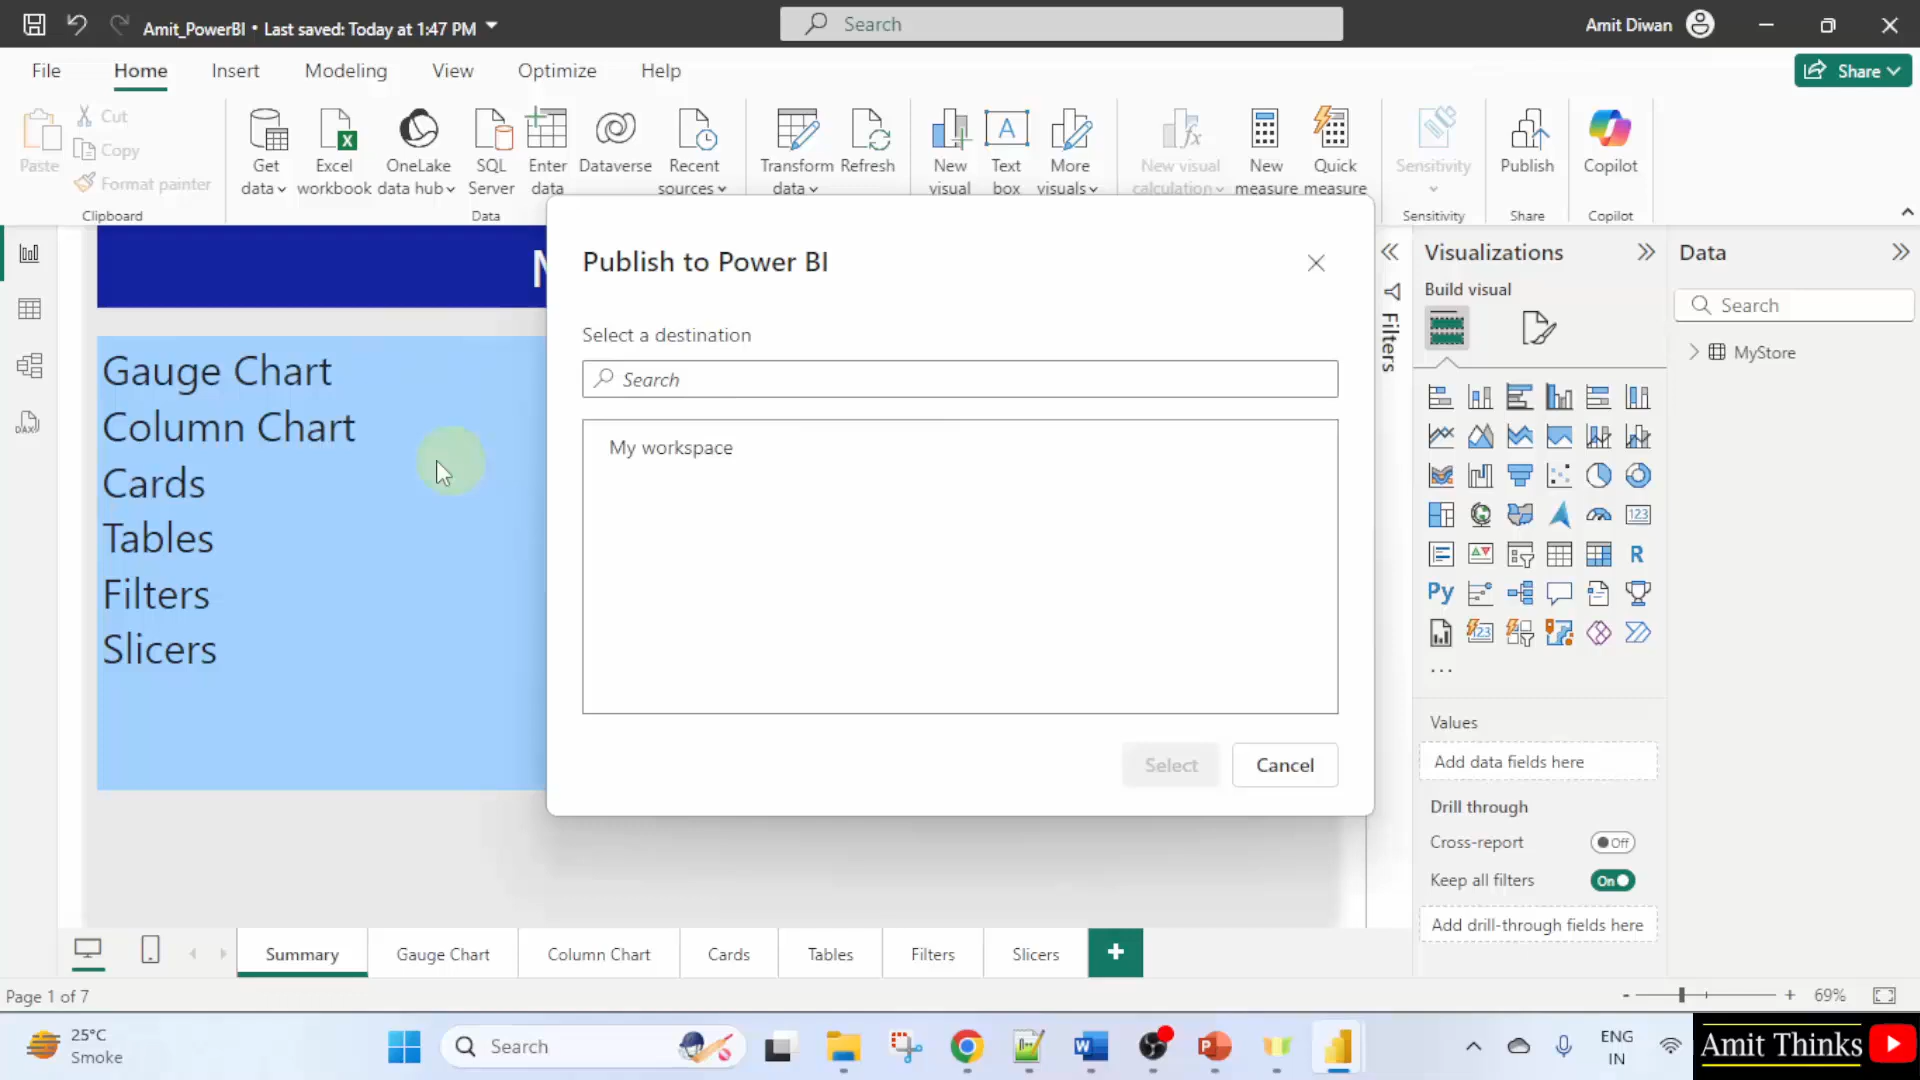 Amit_PowerBI • Last saved: Today at 1:47 PM
Search
Amit Diwan
File
Home
Insert
Modeling
View
Optimize
Help
Share
Paste
Cut
Copy
Format painter
Clipboard
Get data
Excel workbook
OneLake data hub
SQL Server
Enter data
Dataverse
Recent sources
Data
Transform data
Refresh
New visual
A
Text box
More visuals
New visual calculation
New measure
Quick measure
Sensitivity
Sensitivity
Publish
Share
Copilot
Copilot
Gauge Chart
Column Chart
Cards
Tables
Filters
Slicers
Publish to Power BI
Select a destination
Search
My workspace
Select
Cancel
Filters
Visualizations
Build visual
123
R
Py
123
...
Values
Add data fields here
Drill through
Cross-report
Off
Keep all filters
On
Add drill-through fields here
Data
Search
MyStore
DAX
Summary
Gauge Chart
Column Chart
Cards
Tables
Filters
Slicers
+
Page 1 of 7
- + 69%
25°C
Smoke
Search
ENG
IN
Amit Thinks